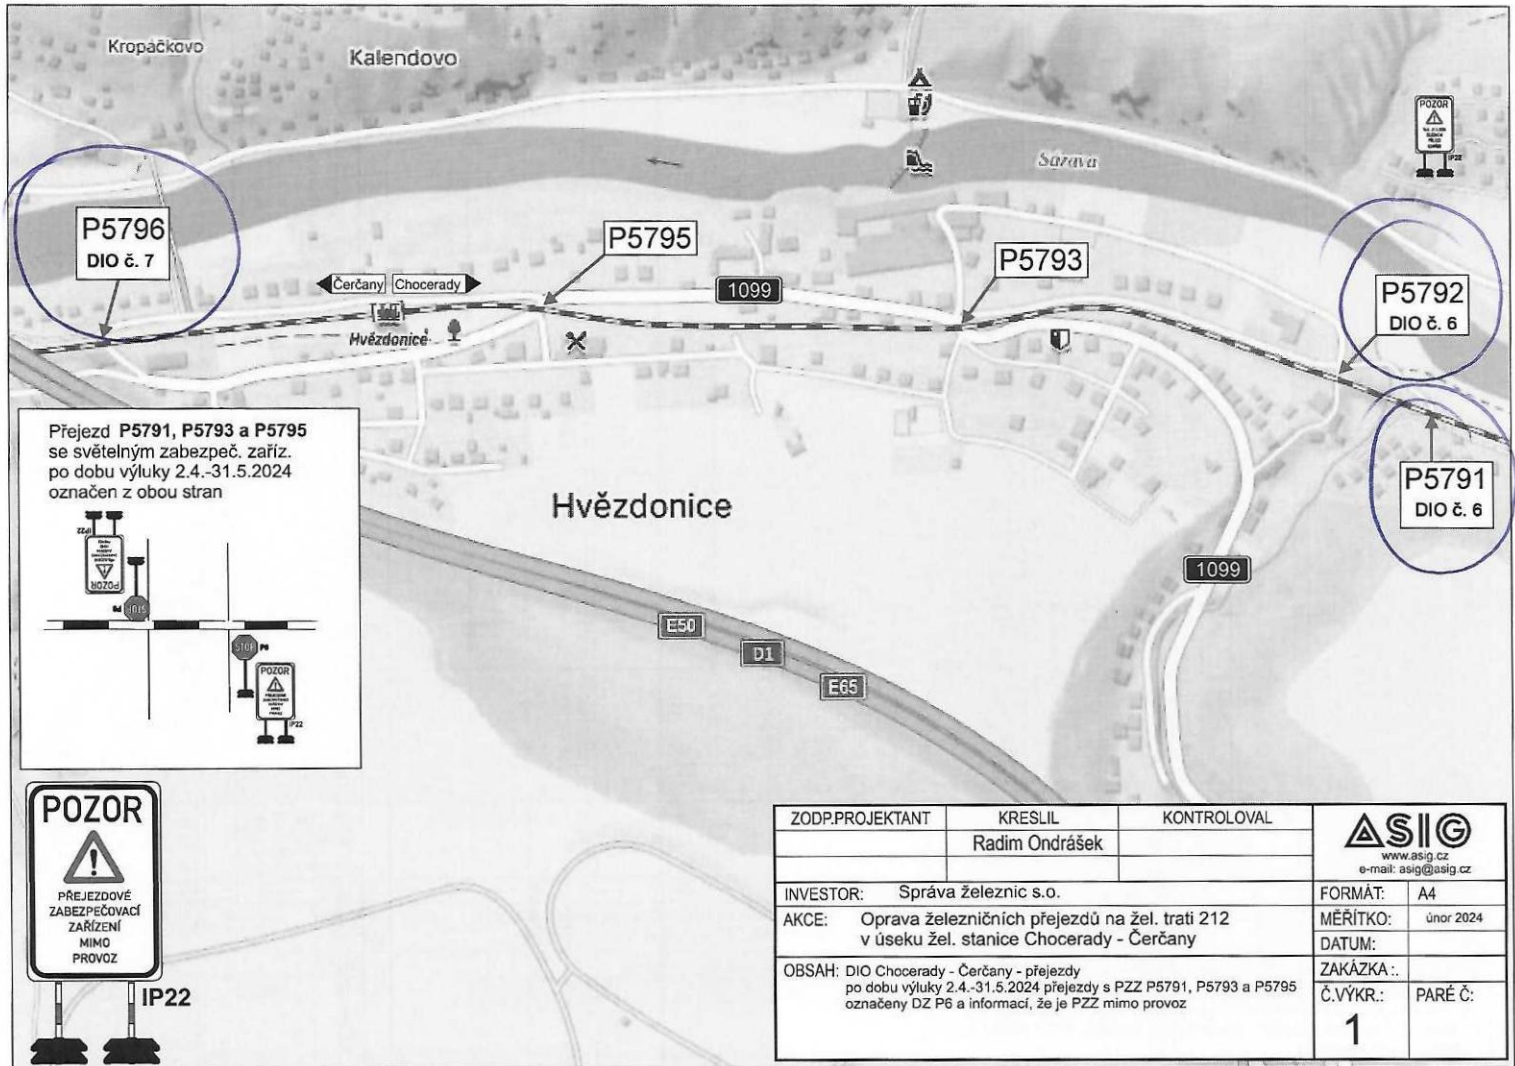 Kropáčkovo
Kalendovo
Sázava
POZOR
IP22
P5796
DIO č. 7
P5795
P5793
P5792
DIO č. 6
P5791
DIO č. 6
Čerčany
Chocerady
1099
Hvězdonice
Přejezd P5791, P5793 a P5795
se světelným zabezpeč. zaříz.
po dobu výluky 2.4.-31.5.2024
označen z obou stran
IP22
POZOR
P6
STOP
STOP
P6
POZOR
IP22
Hvězdonice
1099
E50
D1
E65
POZOR
!
PŘEJEZDOVÉ
ZABEZPEČOVACÍ
ZAŘÍZENÍ
MIMO
PROVOZ
IP22
ZODP.PROJEKTANT
KRESLIL
KONTROLOVAL
Radim Ondrášek
ASIG
www.asig.cz
e-mail: asig@asig.cz
INVESTOR: Správa železnic s.o.
AKCE: Oprava železničních přejezdů na žel. trati 212
v úseku žel. stanice Chocerady - Čerčany
OBSAH: DIO Chocerady - Čerčany - přejezdy
po dobu výluky 2.4.-31.5.2024 přejezdy s PZZ P5791, P5793 a P5795
označeny DZ P6 a informací, že je PZZ mimo provoz
FORMÁT: A4
MĚŘÍTKO: únor 2024
DATUM:
ZAKÁZKA :.
Č.VÝKR.: PARÉ Č:
1